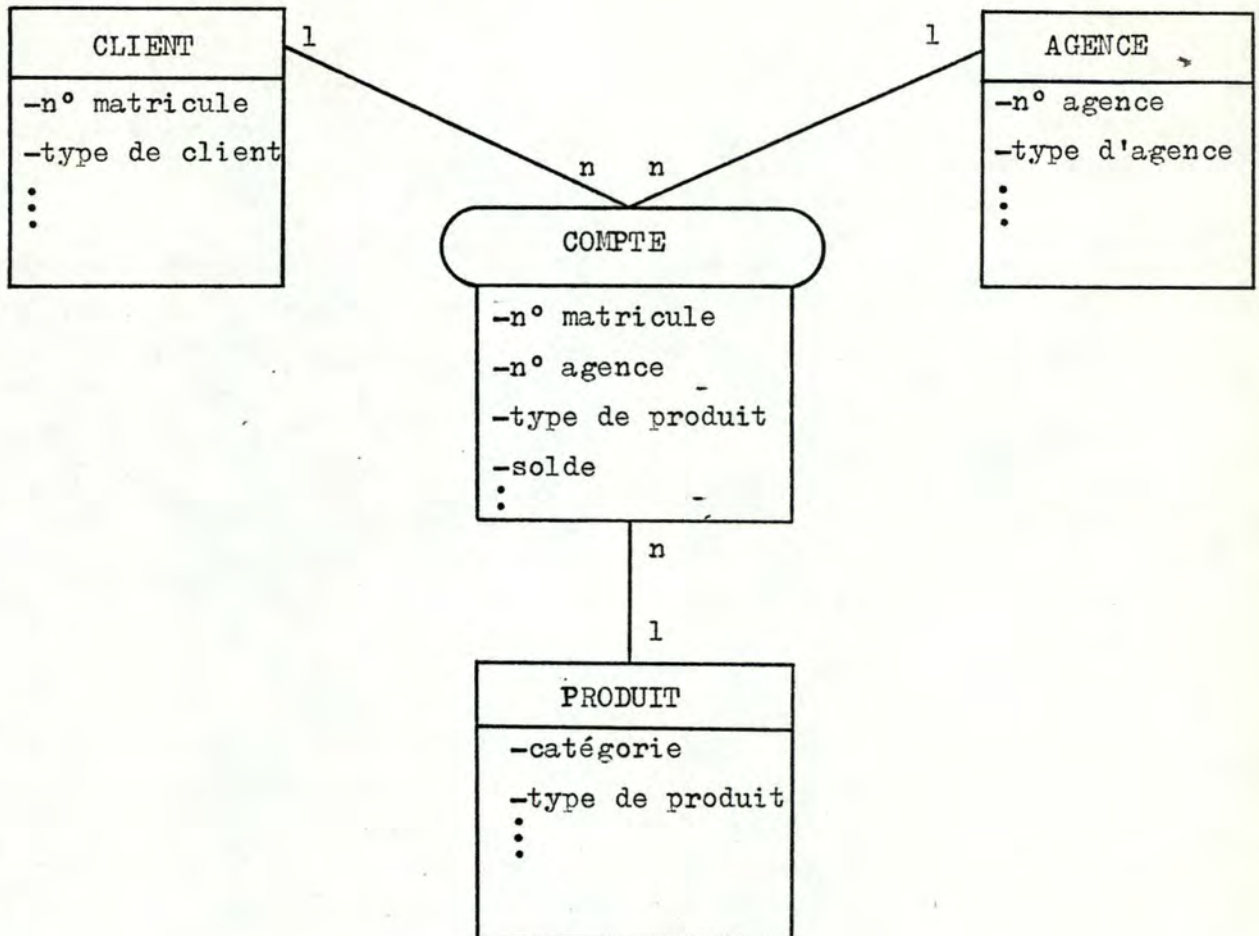 CLIENT
-n° matricule
-type de client
1
1
AGENCE
-n° agence
-type d'agence
n n
COMPTE
-n° matricule
-n° agence
-type de produit
-solde
n
1
PRODUIT
-catégorie
-type de produit